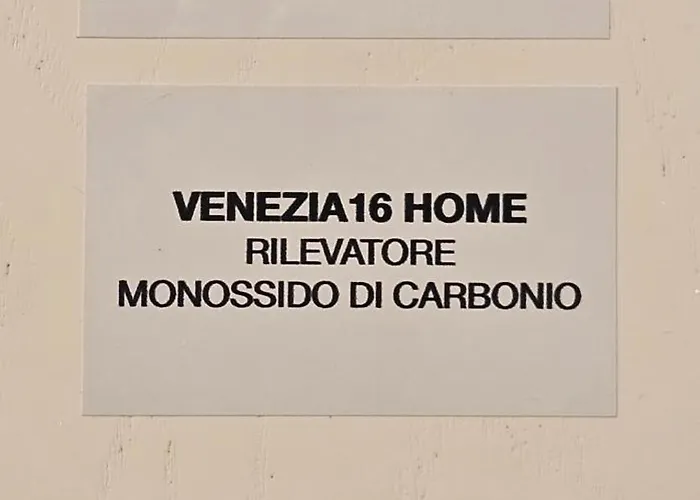 VENEZIA16 HOME
RILEVATORE
MONOSSIDO DI CARBONIO